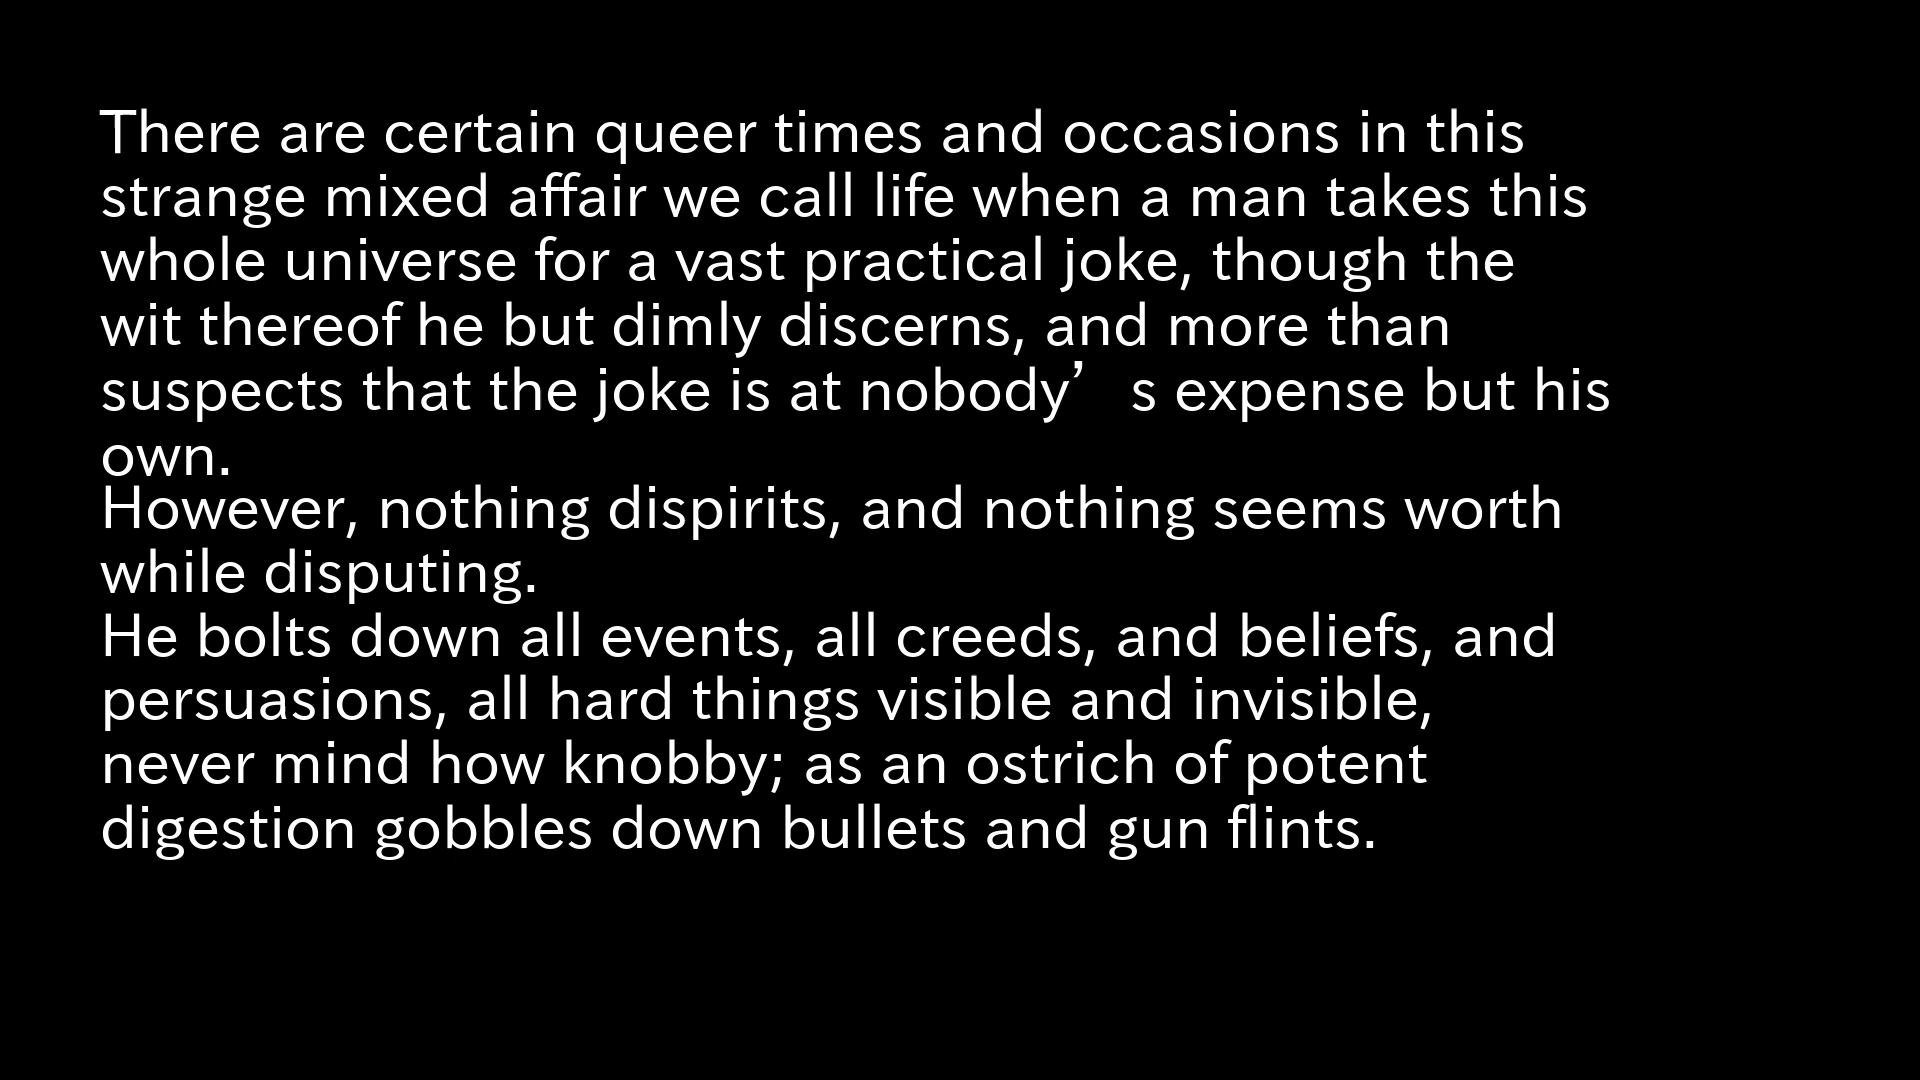 There are certain queer times and occasions in this
strange mixed affair we call life when a man takes this
whole universe for a vast practical joke, though the
wit thereof he but dimly discerns, and more than
suspects that the joke is at nobody’s expense but his
own.
However, nothing dispirits, and nothing seems worth
while disputing.
He bolts down all events, all creeds, and beliefs, and
persuasions, all hard things visible and invisible,
never mind how knobby; as an ostrich of potent
digestion gobbles down bullets and gun flints.